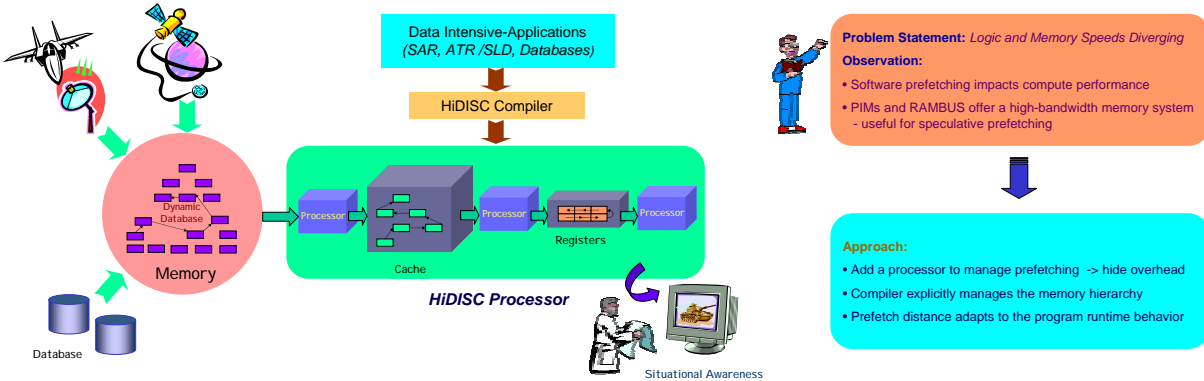 Data Intensive-Applications
(SAR, ATR /SLD, Databases)
HiDISC Compiler
Processor
Processor
Processor
Registers
Cache
HiDISC Processor
Dynamic
Database
Memory
Database
Situational Awareness
Problem Statement: Logic and Memory Speeds Diverging
Observation:
• Software prefetching impacts compute performance
• PIMs and RAMBUS offer a high-bandwidth memory system
- useful for speculative prefetching
Approach:
• Add a processor to manage prefetching -> hide overhead
• Compiler explicitly manages the memory hierarchy
• Prefetch distance adapts to the program runtime behavior